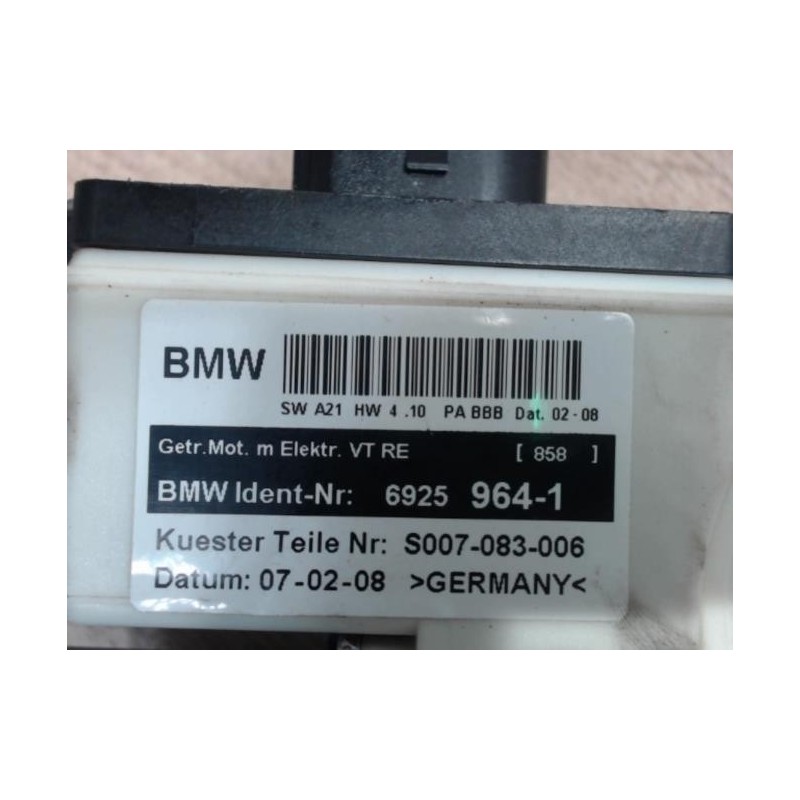 BMW
SW A21 HW 4 .10 PA BBB Dat. 02-08
Getr.Mot. m Elektr. VT RE [ 858 ]
BMW Ident-Nr: 6925 964-1
Kuester Teile Nr: S007-083-006
Datum: 07-02-08 >GERMANY<